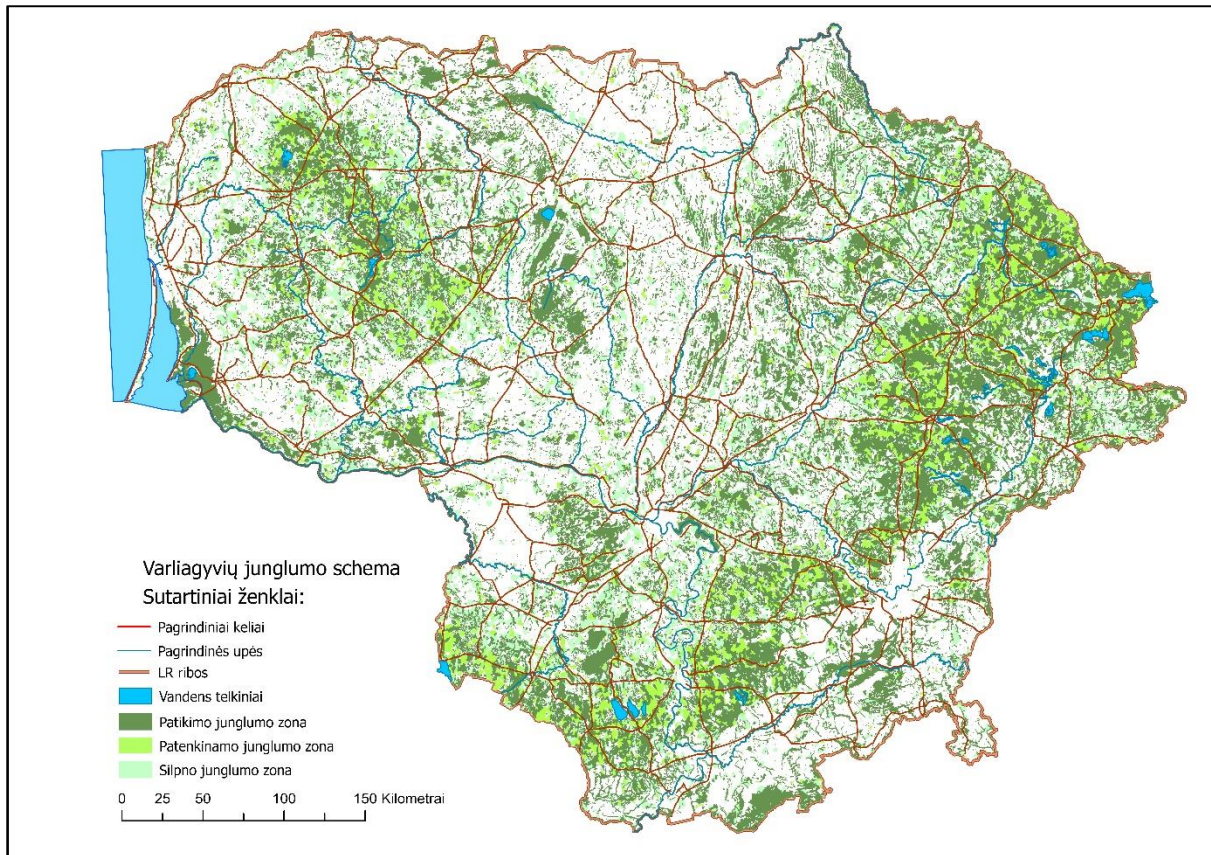 Varliagyvių junglumo schema
Sutartiniai ženklai:
Pagrindiniai keliai
Pagrindinės upės
LR ribos
Vandens telkiniai
Patikimo junglumo zona
Patenkinamo junglumo zona
Silpno junglumo zona
0 25 50 100 150 Kilometrai